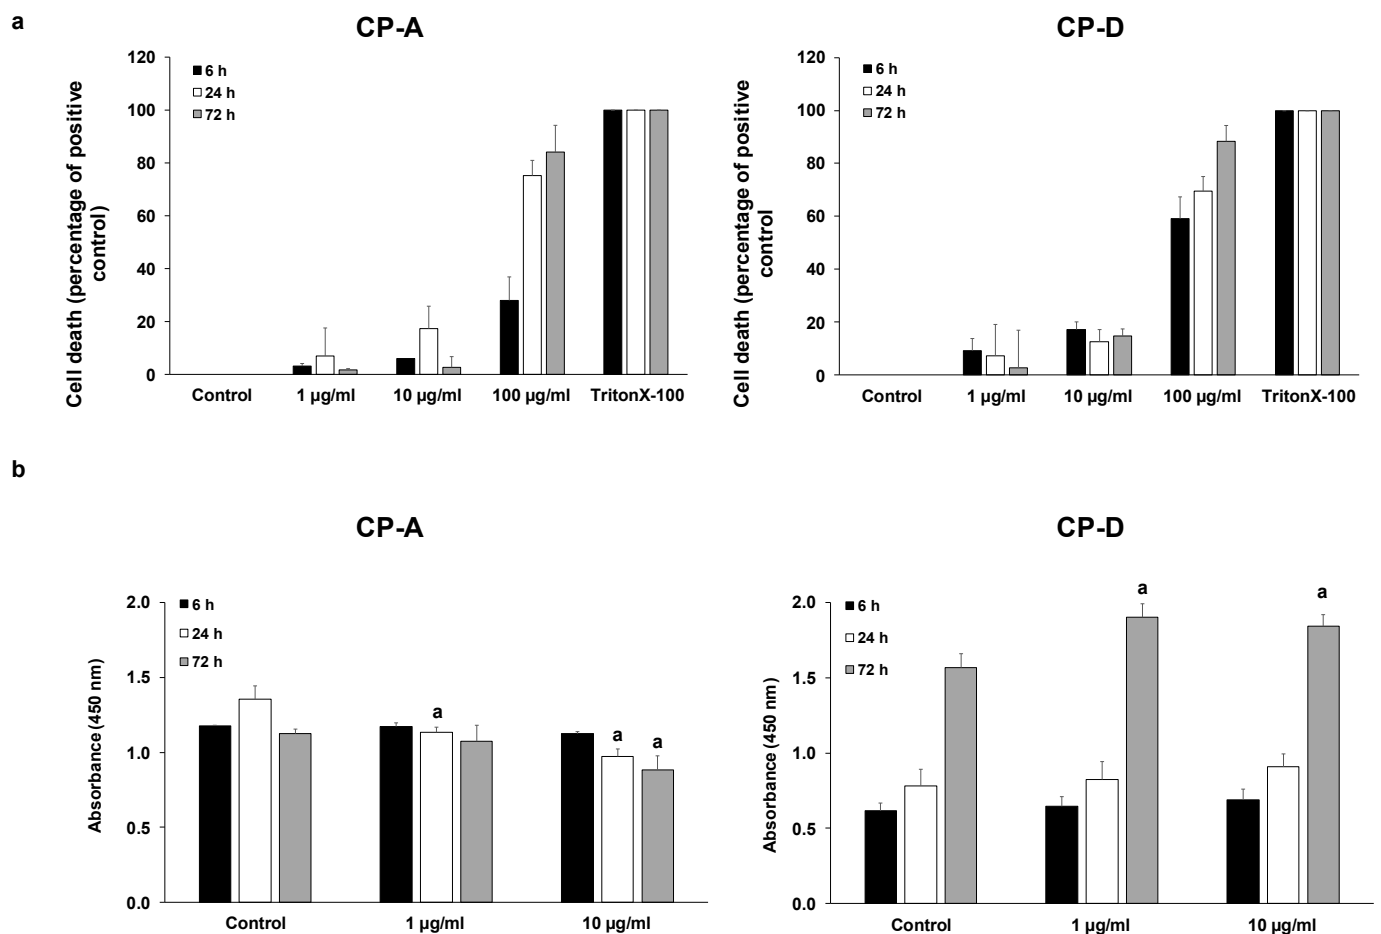 a
CP-A
CP-D
Cell death (percentage of positive
control)
120
100
80
60
40
20
0
6 h
24 h
72 h
Control
1 µg/ml
10 µg/ml
100 µg/ml
TritonX-100
Cell death (percentage of positive
control
120
100
80
60
40
20
0
6 h
24 h
72 h
Control
1 µg/ml
10 µg/ml
100 µg/ml
TritonX-100
b
CP-A
CP-D
Absorbance (450 nm)
2.0
1.5
1.0
0.5
0.0
6 h
24 h
72 h
a
a
a
Control
1 µg/ml
10 µg/ml
Absorbance (450 nm)
2.0
1.5
1.0
0.5
0.0
6 h
24 h
72 h
a
a
Control
1 µg/ml
10 µg/ml